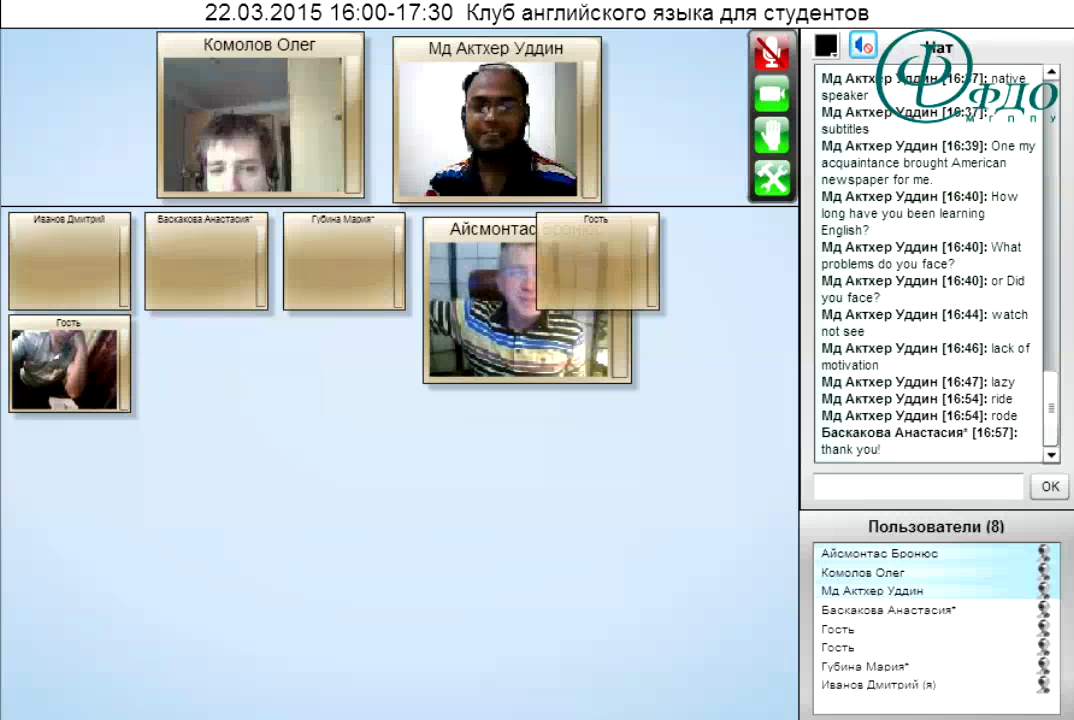 22.03.2015 16:00-17:30 Клуб английского языка для студентов
Комолов Олег
Мд Актхер Уддин
Иванов Дмитрий
Баскакова Анастасия*
Губина Мария*
Айсмонтас Бронюс
Гость
Гость
Чат
ФДО
МГППУ
Мд Актхер Уддин [16:37]: native
speaker
Мд Актхер Уддин [16:37]:
subtitles
Мд Актхер Уддин [16:39]: One my
acquaintance brought American
newspaper for me.
Мд Актхер Уддин [16:40]: How
long have you been learning
English?
Мд Актхер Уддин [16:40]: What
problems do you face?
Мд Актхер Уддин [16:40]: or Did
you face?
Мд Актхер Уддин [16:44]: watch
not see
Мд Актхер Уддин [16:46]: lack of
motivation
Мд Актхер Уддин [16:47]: lazy
Мд Актхер Уддин [16:54]: ride
Мд Актхер Уддин [16:54]: rode
Баскакова Анастасия* [16:57]:
thank you!
OK
Пользователи (8)
Айсмонтас Бронюс
Комолов Олег
Мд Актхер Уддин
Баскакова Анастасия*
Гость
Гость
Губина Мария*
Иванов Дмитрий (я)